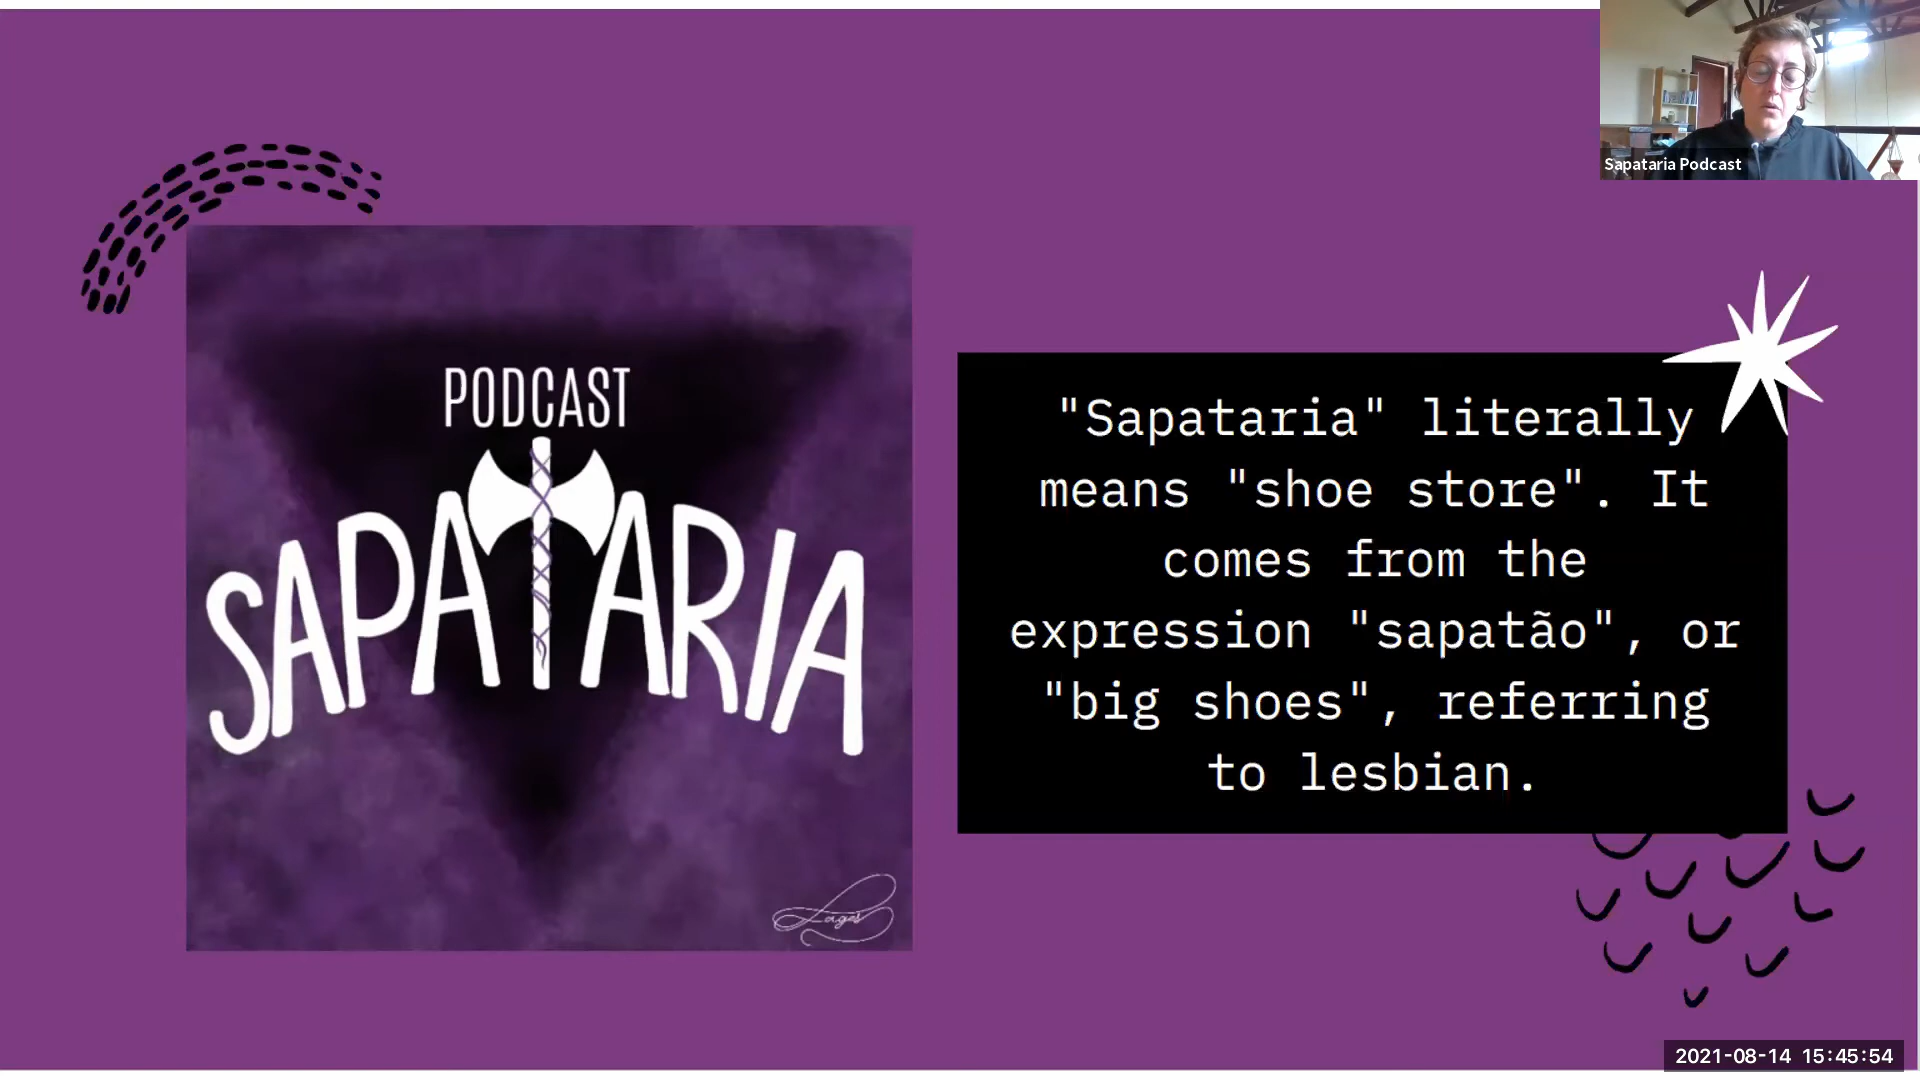 Sapataria Podcast
PODCAST
SAPATARIA
Lages
"Sapataria" literally
means "shoe store". It
comes from the
expression "sapatão", or
"big shoes", referring
to lesbian.
2021-08-14 15:45:54